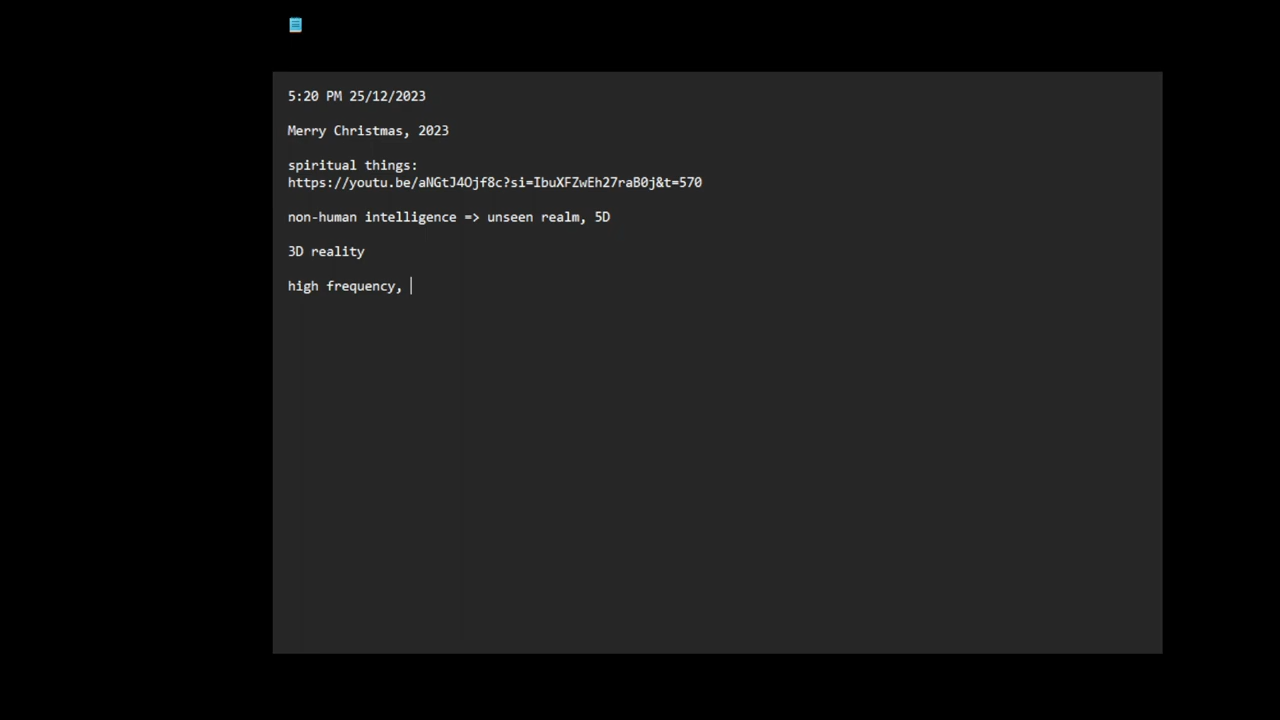 5:20 PM 25/12/2023
Merry Christmas, 2023
spiritual things:
https://youtu.be/aNGtJ4Ojf8c?si=IbuXFZwEh27raB0j&t=570
non-human intelligence => unseen realm, 5D
3D reality
high frequency,